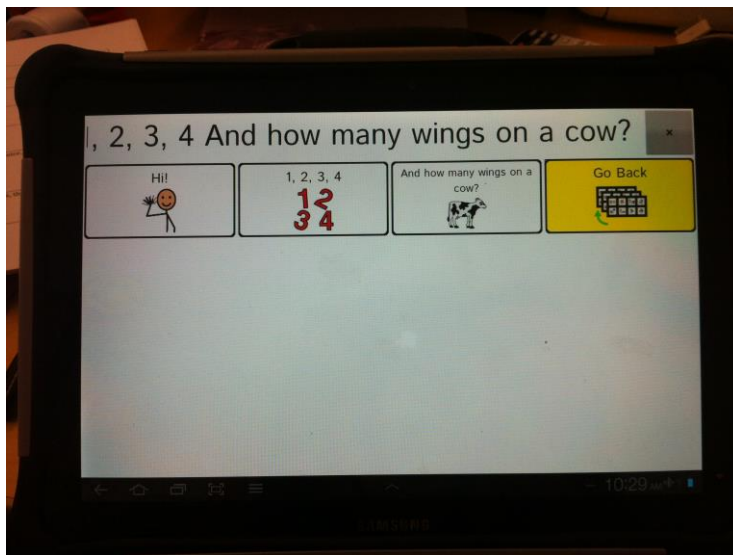 1, 2, 3, 4 And how many wings on a cow?
×
Hi!
1, 2, 3, 4
1 2
3 4
And how many wings on a
cow?
Go Back
10:29
SAMSUNG